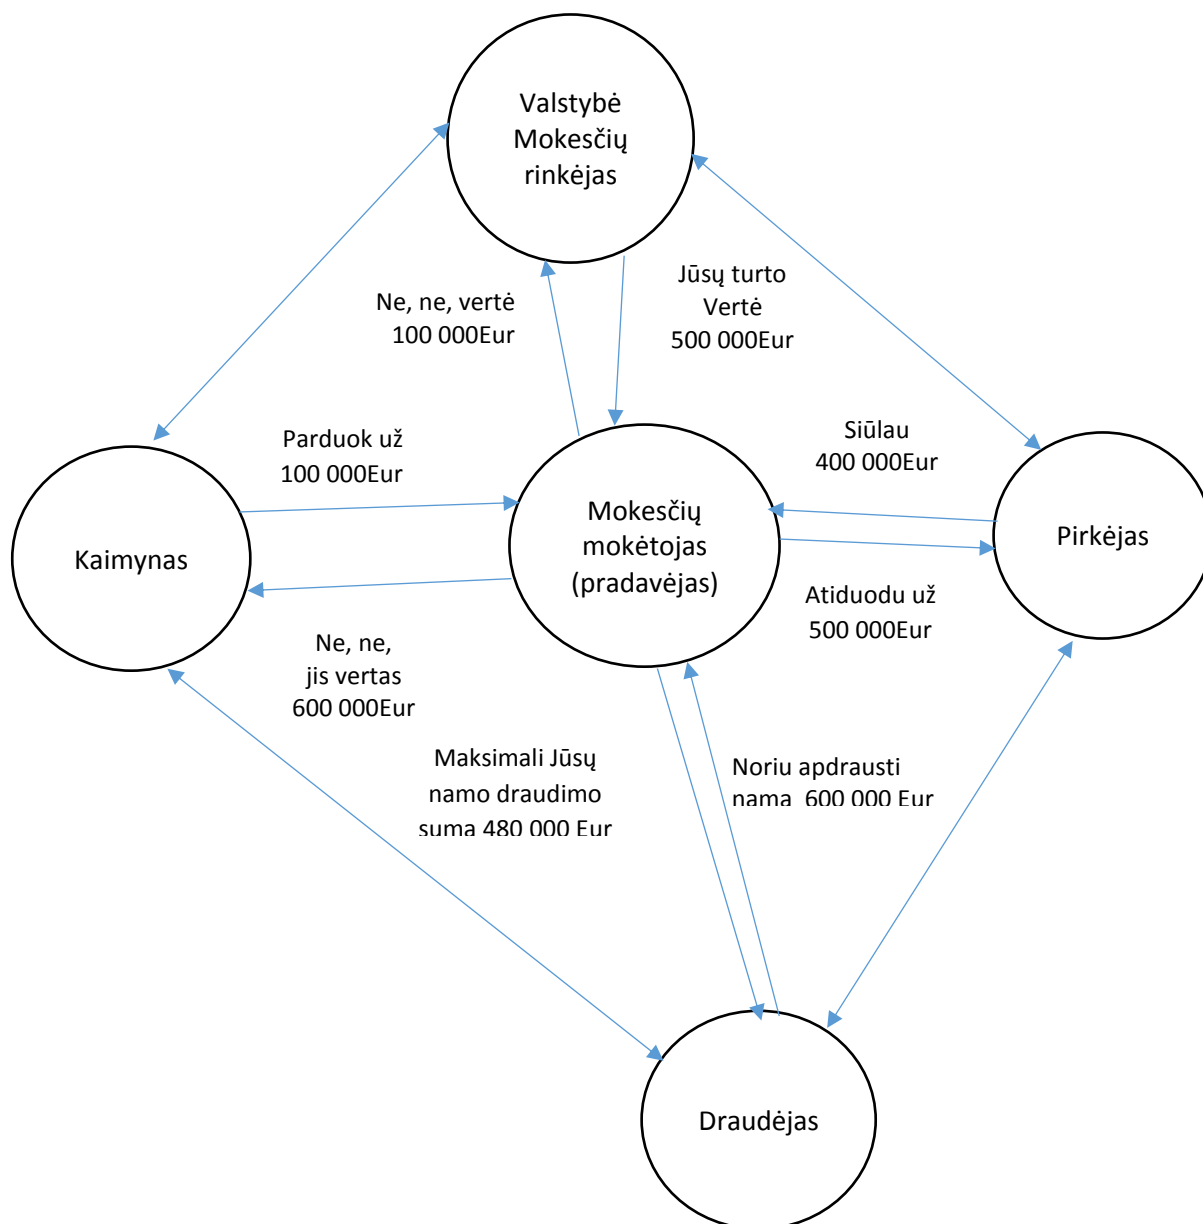 Valstybė
Mokesčių
rinkėjas
Ne, ne, vertė
100 000Eur
Jūsų turto
Vertė
500 000Eur
Parduok už
100 000Eur
Siūlau
400 000Eur
Kaimynas
Mokesčių
mokėtojas
(pradavėjas)
Pirkėjas
Ne, ne,
jis vertas
600 000Eur
Atiduodu už
500 000Eur
Maksimali Jūsų
namo draudimo
suma 480 000 Eur
Noriu apdrausti
nama 600 000 Eur
Draudėjas